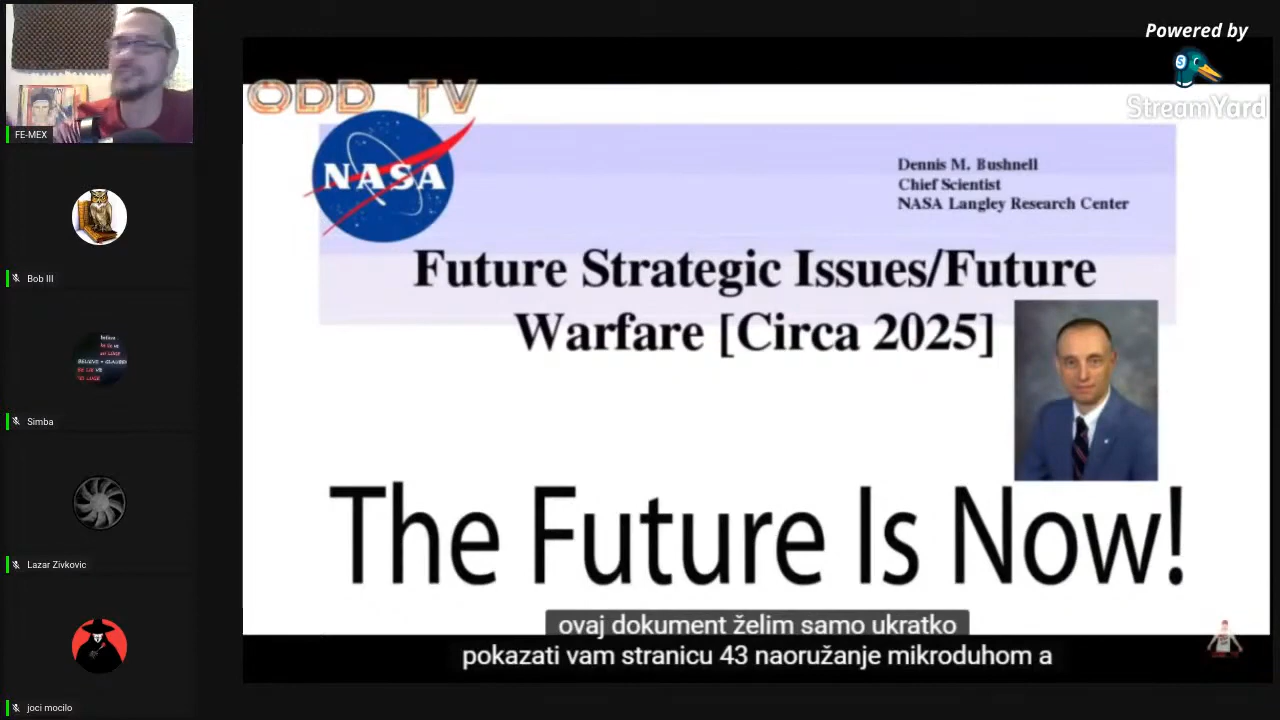 Powered by
StreamYard
FE-MEX
Bob III
Simba
Lazar Zivkovic
joci mocilo
ODD TV
NASA
Dennis M. Bushnell
Chief Scientist
NASA Langley Research Center
Future Strategic Issues/Future
Warfare [Circa 2025]
The Future Is Now!
ovaj dokument želim samo ukratko
pokazati vam stranicu 43 naoružanje mikroduhom a